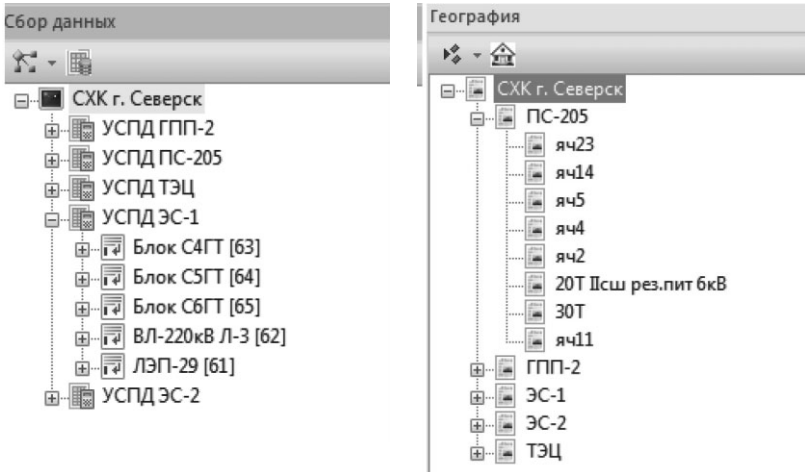 Сбор данных
СХК г. Северск
УСПД ГПП-2
УСПД ПС-205
УСПД ТЭЦ
УСПД ЭС-1
Блок С4ГТ [63]
Блок С5ГТ [64]
Блок С6ГТ [65]
ВЛ-220кВ Л-3 [62]
ЛЭП-29 [61]
УСПД ЭС-2
География
СХК г. Северск
ПС-205
яч23
яч14
яч5
яч4
яч2
20Т IIсш рез.пит 6кВ
30Т
яч11
ГПП-2
ЭС-1
ЭС-2
ТЭЦ